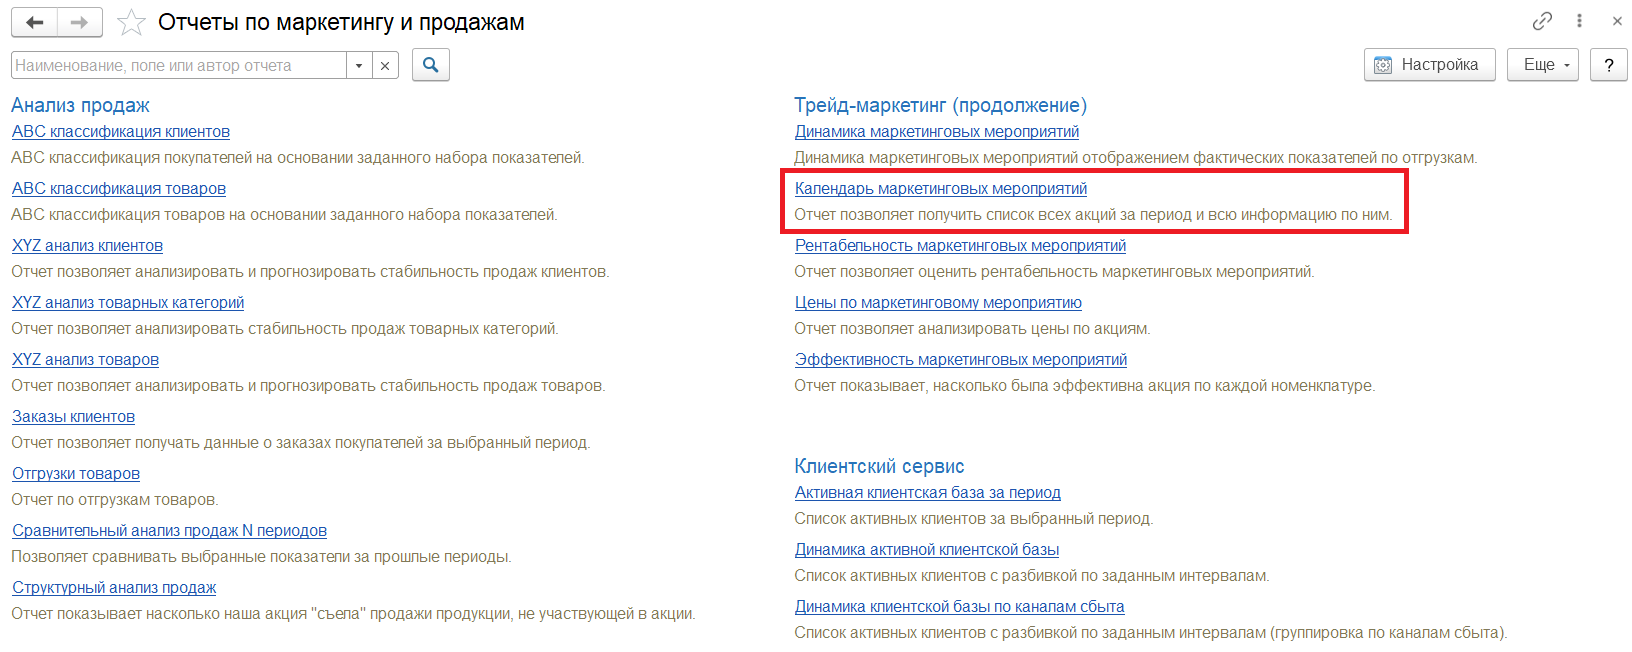 Отчеты по маркетингу и продажам
Наименование, поле или автор отчета
Настройка
Еще
?
Анализ продаж
ABC классификация клиентов
ABC классификация покупателей на основании заданного набора показателей.
ABC классификация товаров
ABC классификация товаров на основании заданного набора показателей.
XYZ анализ клиентов
Отчет позволяет анализировать и прогнозировать стабильность продаж клиентов.
XYZ анализ товарных категорий
Отчет позволяет анализировать стабильность продаж товарных категорий.
XYZ анализ товаров
Отчет позволяет анализировать и прогнозировать стабильность продаж товаров.
Заказы клиентов
Отчет позволяет получать данные о заказах покупателей за выбранный период.
Отгрузки товаров
Отчет по отгрузкам товаров.
Сравнительный анализ продаж N периодов
Позволяет сравнивать выбранные показатели за прошлые периоды.
Структурный анализ продаж
Отчет показывает насколько наша акция "съела" продажи продукции, не участвующей в акции.
Трейд-маркетинг (продолжение)
Динамика маркетинговых мероприятий
Динамика маркетинговых мероприятий отображением фактических показателей по отгрузкам.
Календарь маркетинговых мероприятий
Отчет позволяет получить список всех акций за период и всю информацию по ним.
Рентабельность маркетинговых мероприятий
Отчет позволяет оценить рентабельность маркетинговых мероприятий.
Цены по маркетинговому мероприятию
Отчет позволяет анализировать цены по акциям.
Эффективность маркетинговых мероприятий
Отчет показывает, насколько была эффективна акция по каждой номенклатуре.
Клиентский сервис
Активная клиентская база за период
Список активных клиентов за выбранный период.
Динамика активной клиентской базы
Список активных клиентов с разбивкой по заданным интервалам.
Динамика клиентской базы по каналам сбыта
Список активных клиентов с разбивкой по заданным интервалам (группировка по каналам сбыта).